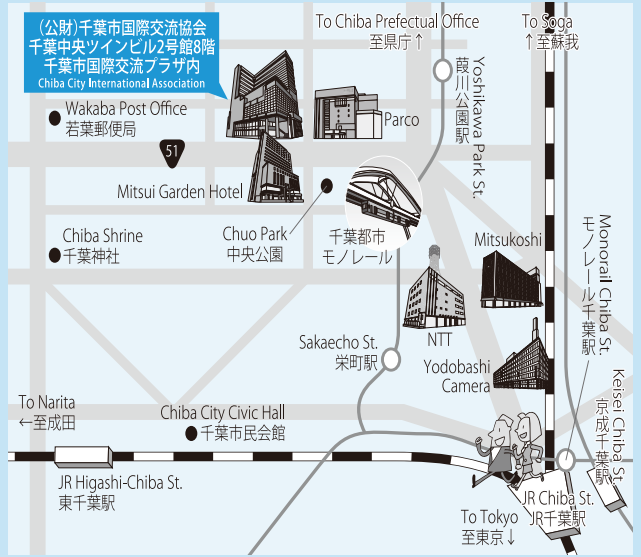 (公財)千葉市国際交流協会
千葉中央ツインビル2号館8階
千葉市国際交流プラザ内
Chiba City International Association
To Chiba Prefectual Office
至県庁↑
To Soga
↑至蘇我
Wakaba Post Office
若葉郵便局
Parco
Yoshikawa Park St.
葭川公園駅
51
Mitsui Garden Hotel
Chuo Park
中央公園
千葉都市
モノレール
Chiba Shrine
千葉神社
Mitsukoshi
Monorail Chiba St.
モノレール千葉駅
NTT
Sakaecho St.
栄町駅
Yodobashi
Camera
Keisei Chiba St
京成千葉駅
To Narita
←至成田
Chiba City Civic Hall
千葉市民会館
JR Higashi-Chiba St.
東千葉駅
JR Chiba St.
JR千葉駅
To Tokyo
至東京↓